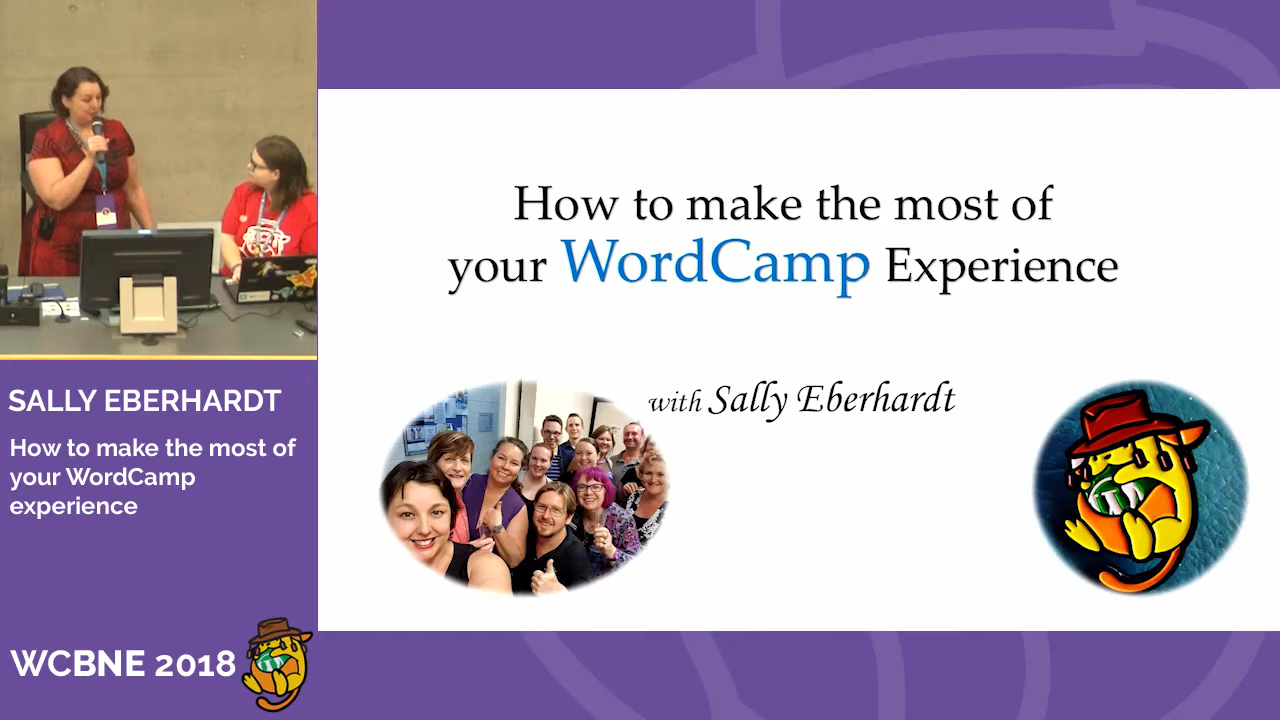 SALLY EBERHARDT
How to make the most of
your WordCamp
experience
WCBNE 2018
How to make the most of
your WordCamp Experience
with Sally Eberhardt